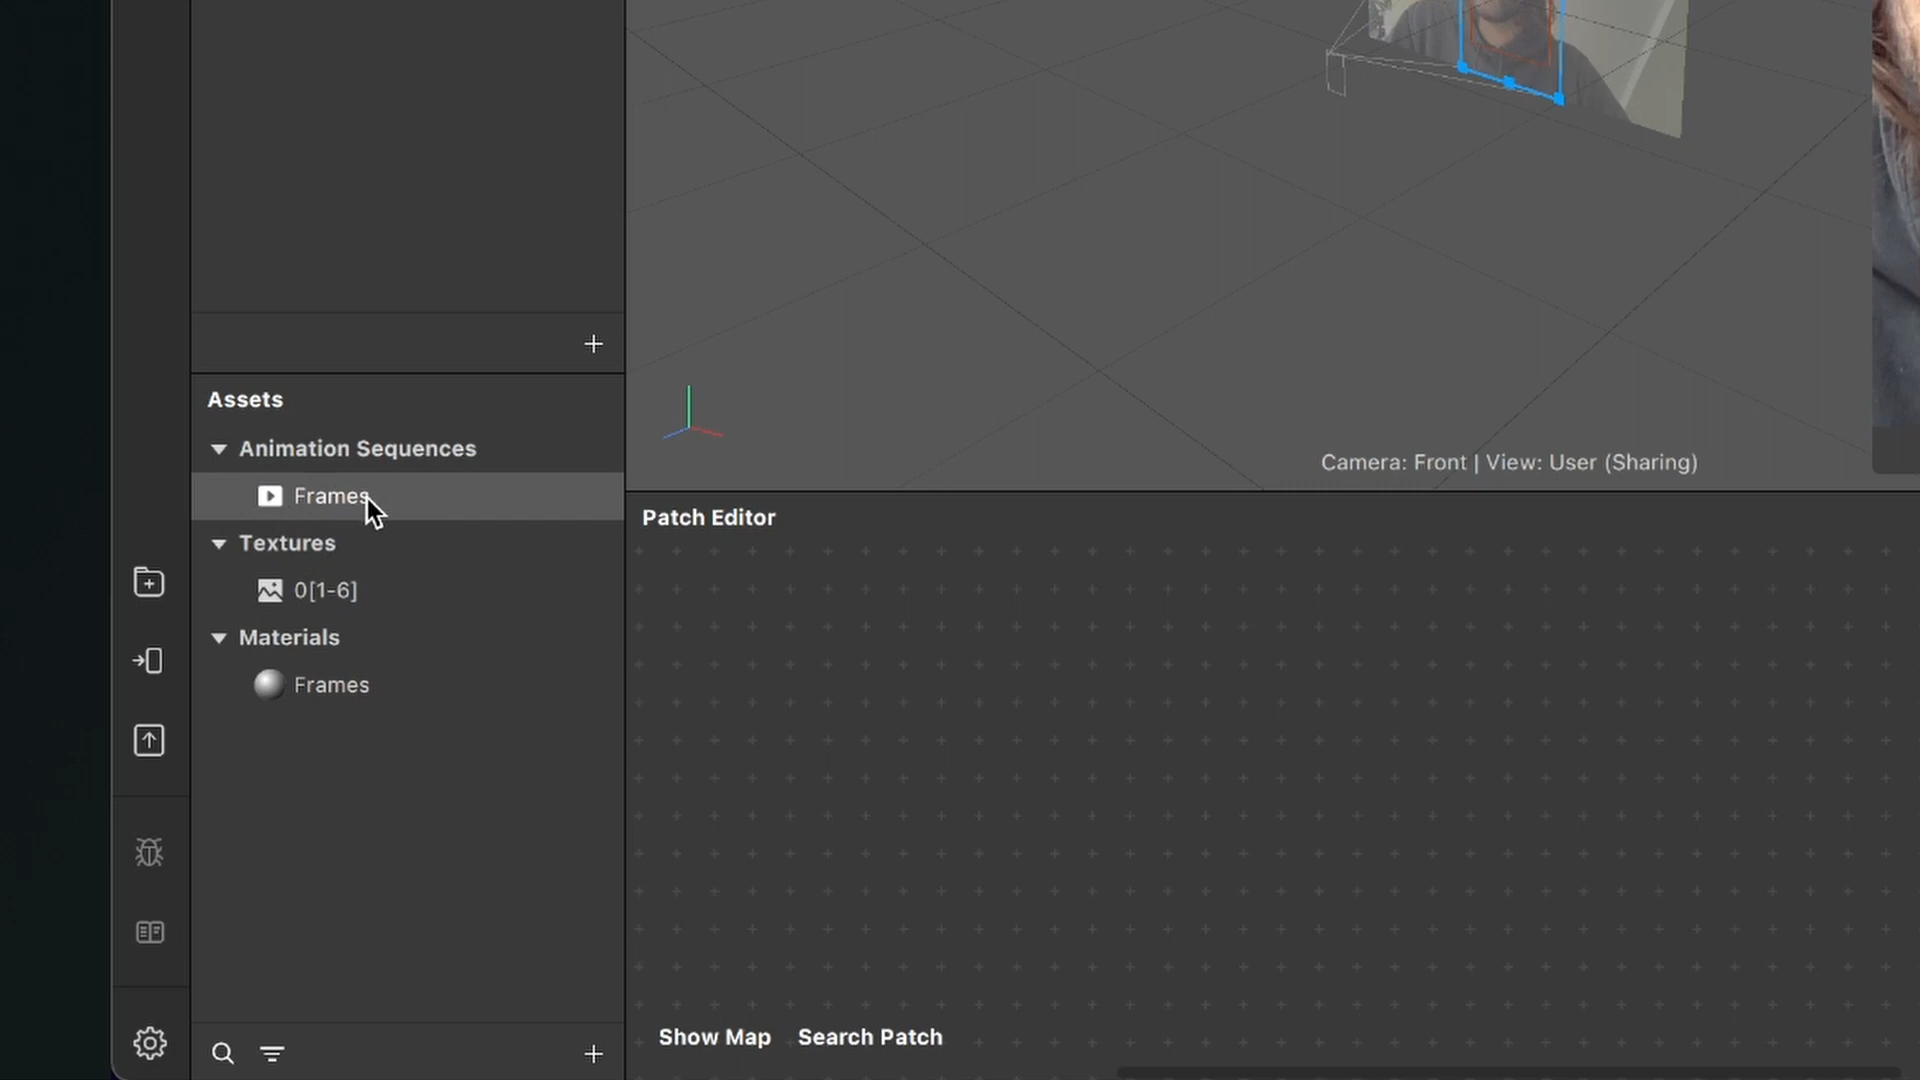 Assets
Animation Sequences
Frames
Textures
0[1-6]
Materials
Frames
Camera: Front | View: User (Sharing)
Patch Editor
Show Map Search Patch